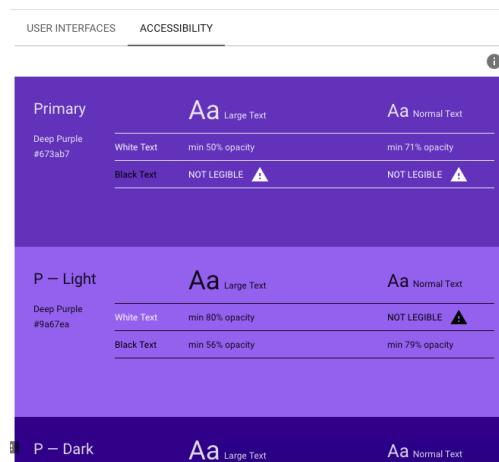 USER INTERFACES ACCESSIBILITY
Primary Aa Large Text Aa Normal Text
Deep Purple
#673ab7
White Text min 50% opacity min 71% opacity
Black Text NOT LEGIBLE NOT LEGIBLE
P — Light Aa Large Text Aa Normal Text
Deep Purple
#9a67ea
White Text min 80% opacity NOT LEGIBLE
Black Text min 56% opacity min 79% opacity
P — Dark Aa Large Text Aa Normal Text